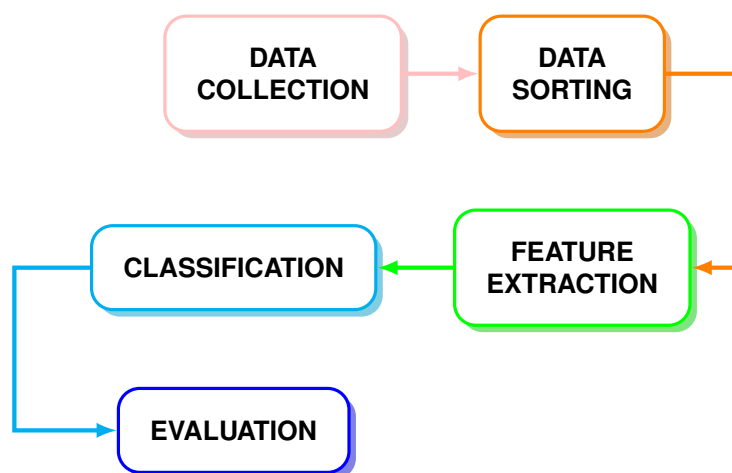 DATA
COLLECTION
DATA
SORTING
FEATURE
EXTRACTION
CLASSIFICATION
EVALUATION